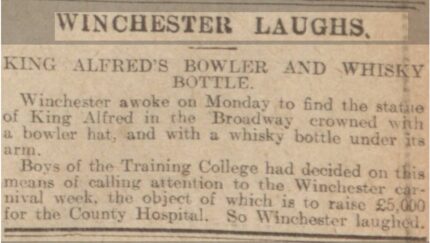 WINCHESTER LAUGHS.
KING ALFRED'S BOWLER AND WHISKY
BOTTLE.
Winchester awoke on Monday to find the statue
of King Alfred in the Broadway crowned with
a bowler hat, and with a whisky bottle under its
arm.
Boys of the Training College had decided on this
means of calling attention to the Winchester car-
nival week, the object of which is to raise £5,000
for the County Hospital. So Winchester laughed.